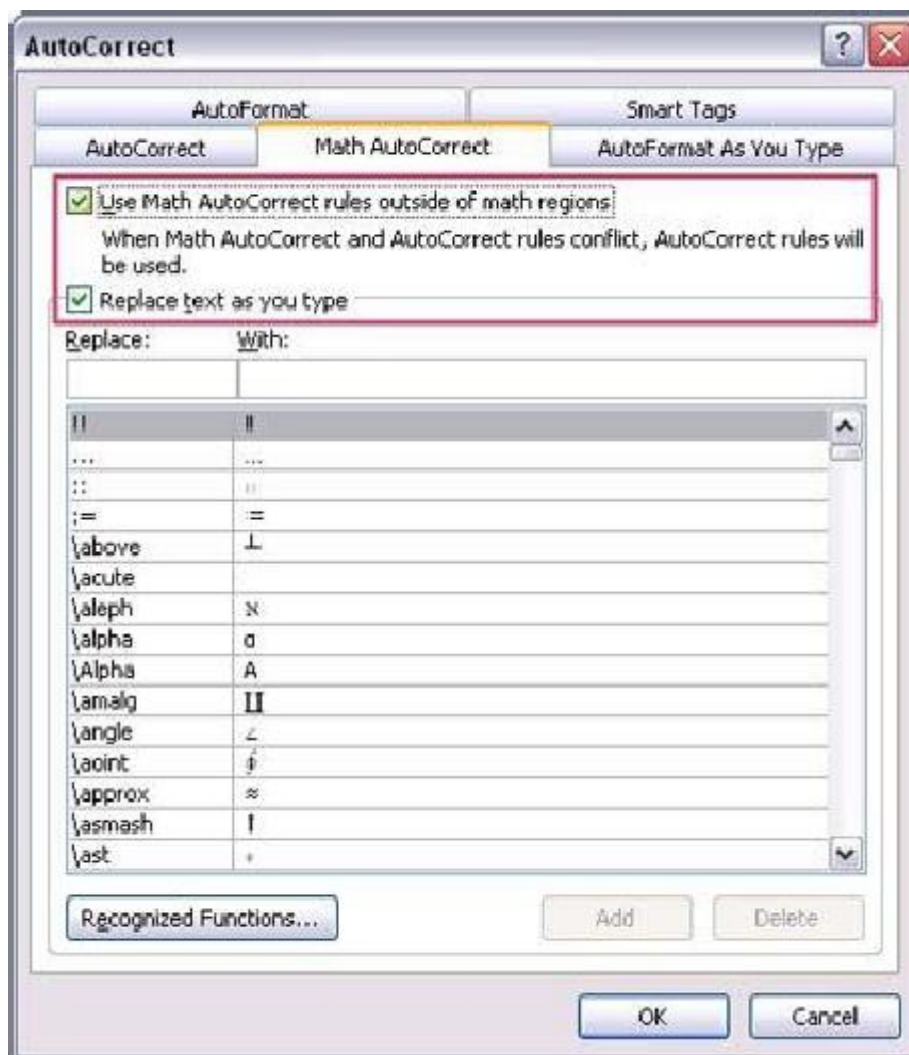 AutoCorrect
AutoFormat Smart Tags
AutoCorrect Math AutoCorrect AutoFormat As You Type
Use Math AutoCorrect rules outside of math regions
When Math AutoCorrect and AutoCorrect rules conflict, AutoCorrect rules will
be used.
Replace text as you type
Replace: With:
!! ‼
... …
:: ∷
:= ≔
\above ┴
\acute
\aleph ℵ
\alpha α
\Alpha Α
\amalg ∐
\angle ∠
\aoint ∳
\approx ≈
\asmash ↑
\ast
Recognized Functions... Add Delete
OK Cancel